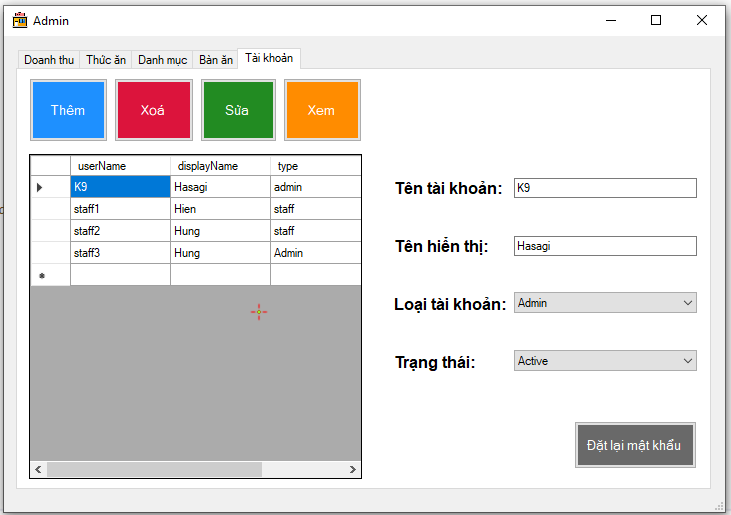 Admin
Doanh thu Thức ăn Danh mục Bàn ăn Tài khoản
Thêm Xoá Sửa Xem
userName displayName type
K9 Hasagi admin
staff1 Hien staff
staff2 Hung staff
staff3 Hung Admin
Tên tài khoản: K9
Tên hiển thị: Hasagi
Loại tài khoản: Admin
Trạng thái: Active
Đặt lại mật khẩu